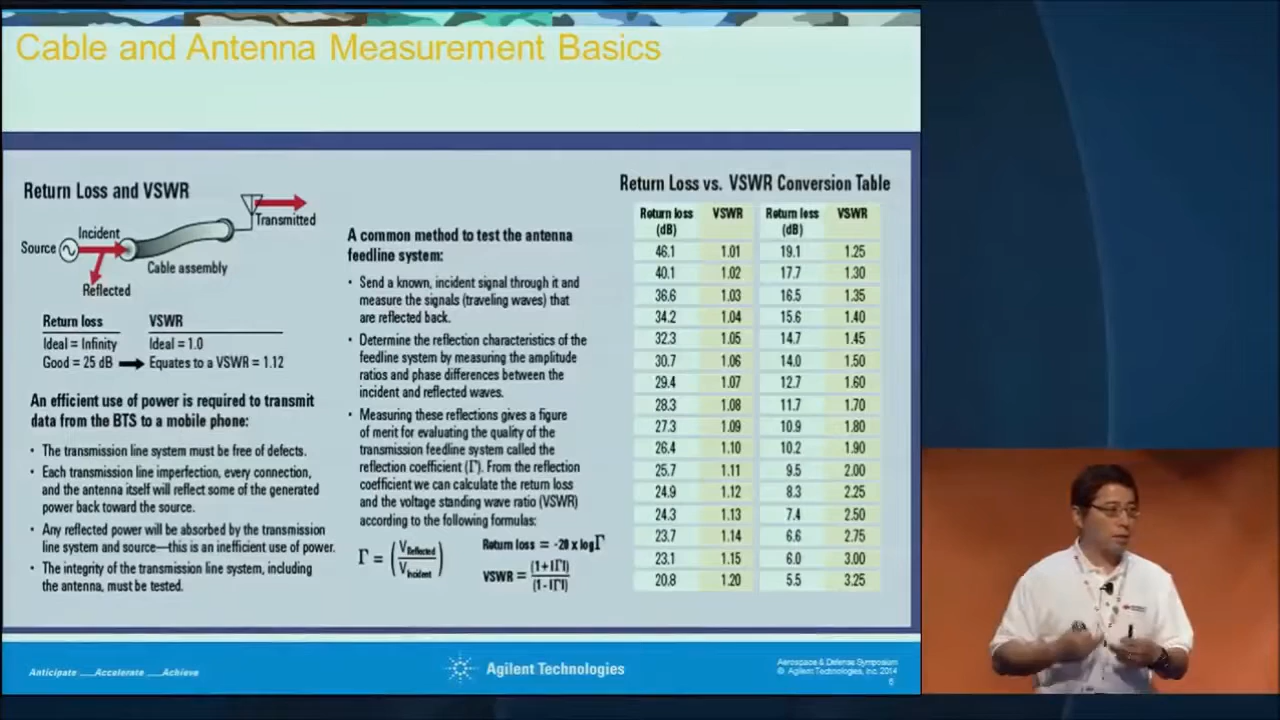 Cable and Antenna Measurement Basics
Return Loss and VSWR
Transmitted
Incident
Source
Cable assembly
Reflected
Return loss VSWR
Ideal = Infinity Ideal = 1.0
Good = 25 dB Equates to a VSWR = 1.12
An efficient use of power is required to transmit
data from the BTS to a mobile phone:
• The transmission line system must be free of defects.
• Each transmission line imperfection, every connection,
and the antenna itself will reflect some of the generated
power back toward the source.
• Any reflected power will be absorbed by the transmission
line system and source—this is an inefficient use of power.
• The integrity of the transmission line system, including
the antenna, must be tested.
A common method to test the antenna
feedline system:
• Send a known, incident signal through it and
measure the signals (traveling waves) that
are reflected back.
• Determine the reflection characteristics of the
feedline system by measuring the amplitude
ratios and phase differences between the
incident and reflected waves.
• Measuring these reflections gives a figure
of merit for evaluating the quality of the
transmission feedline system called the
reflection coefficient (Γ). From the reflection
coefficient we can calculate the return loss
and the voltage standing wave ratio (VSWR)
according to the following formulas:
Γ = (V Reflected / V Incident)
Return loss = -20 x log Γ
VSWR = (1+|Γ|) / (1-|Γ|)
Return Loss vs. VSWR Conversion Table
Return loss (dB) VSWR Return loss (dB) VSWR
46.1 1.01 19.1 1.25
40.1 1.02 17.7 1.30
36.6 1.03 16.5 1.35
34.2 1.04 15.6 1.40
32.3 1.05 14.7 1.45
30.7 1.06 14.0 1.50
29.4 1.07 12.7 1.60
28.3 1.08 11.7 1.70
27.3 1.09 10.9 1.80
26.4 1.10 10.2 1.90
25.7 1.11 9.5 2.00
24.9 1.12 8.3 2.25
24.3 1.13 7.4 2.50
23.7 1.14 6.6 2.75
23.1 1.15 6.0 3.00
20.8 1.20 5.5 3.25
Anticipate __Accelerate __Achieve
Agilent Technologies
Aerospace & Defense Symposium
© Agilent Technologies, Inc. 2014
6